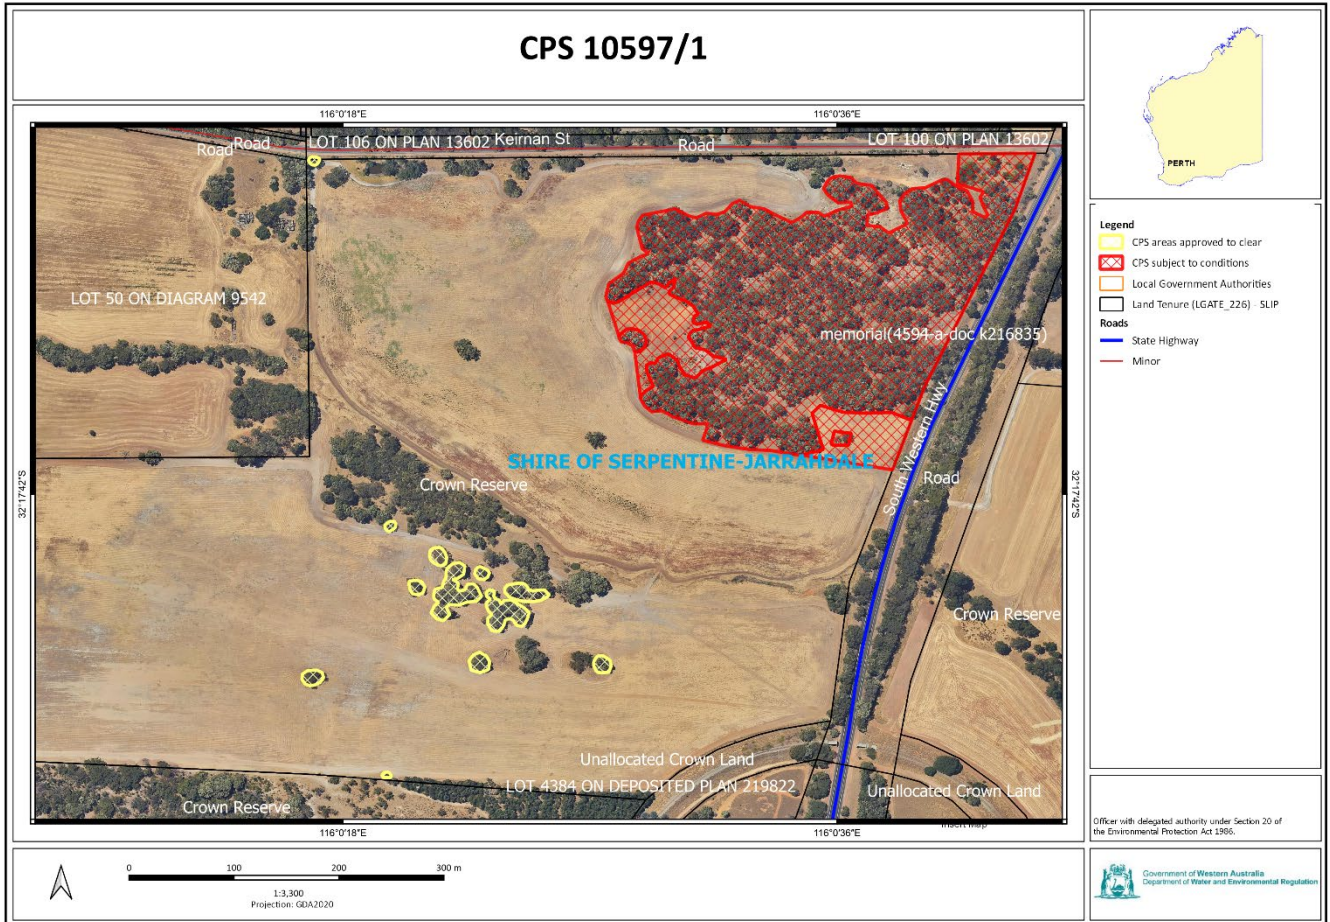 CPS 10597/1
116°0'18"E
116°0'36"E
LOT 106 ON PLAN 13602
Keirnan St
Road
LOT 100 ON PLAN 13602
Road
Road
LOT 50 ON DIAGRAM 9542
memorial(4594-a-doc k216835)
SHIRE OF SERPENTINE-JARRAHDALE
Crown Reserve
South Western Hwy
Road
32°17'42"S
32°17'42"S
Crown Reserve
Unallocated Crown Land
LOT 4384 ON DEPOSITED PLAN 219822
Unallocated Crown Land
Crown Reserve
116°0'18"E
116°0'36"E
0 100 200 300 m
1:3,300
Projection: GDA2020
PERTH
Legend
CPS areas approved to clear
CPS subject to conditions
Local Government Authorities
Land Tenure (LGATE_226) - SLIP
Roads
State Highway
Minor
Officer with delegated authority under Section 20 of
the Environmental Protection Act 1986.
Government of Western Australia
Department of Water and Environmental Regulation